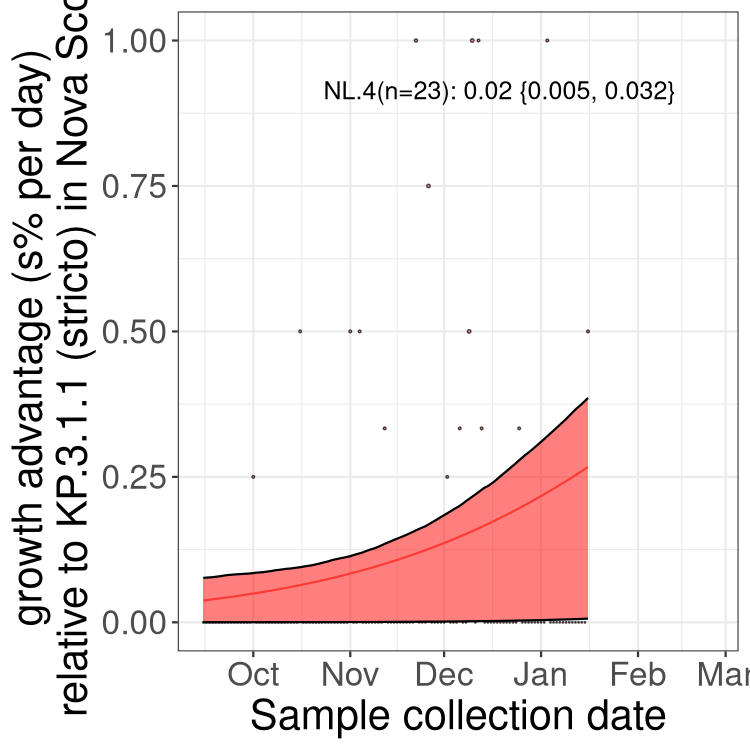 growth advantage (s% per day)
relative to KP.3.1.1 (stricto) in Nova Sco
1.00
0.75
0.50
0.25
0.00
NL.4(n=23): 0.02 {0.005, 0.032}
Oct Nov Dec Jan Feb Mar
Sample collection date